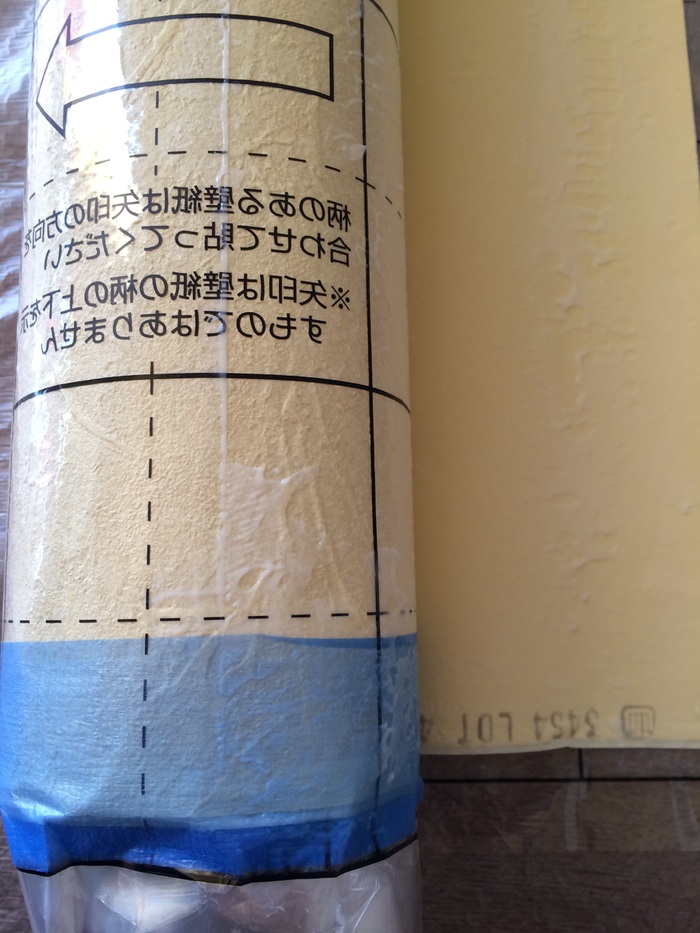 柄のある壁紙は矢印の方向を
合わせて貼ってください
※矢印は壁紙の柄の上下を示
すものではありません
3454 LOT